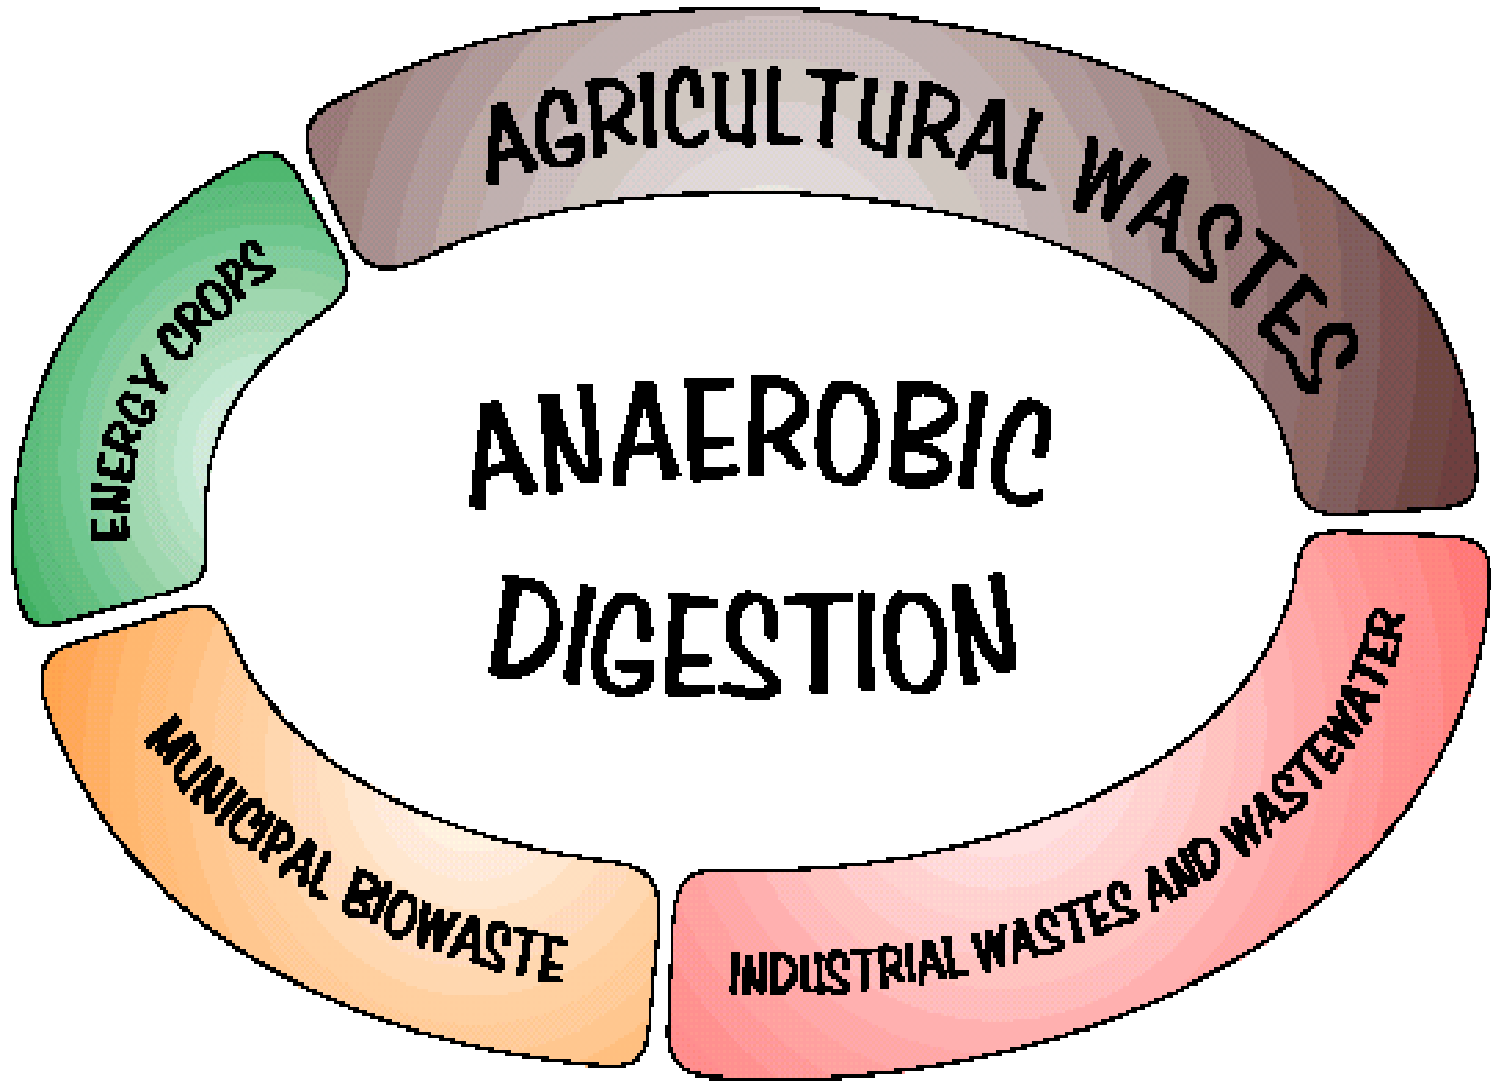 AGRICULTURAL WASTES
ENERGY CROPS
ANAEROBIC
DIGESTION
MUNICIPAL BIOWASTE
INDUSTRIAL WASTES AND WASTEWATER